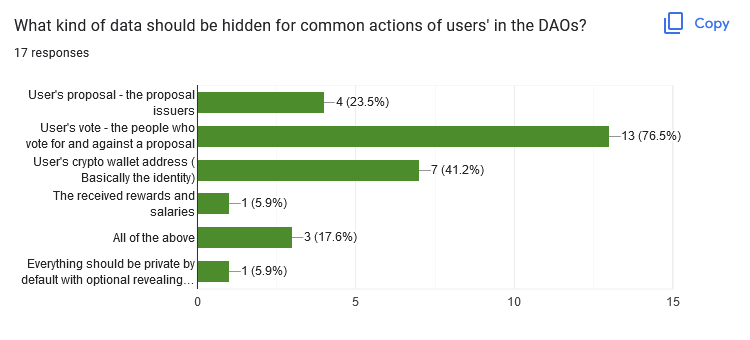 What kind of data should be hidden for common actions of users' in the DAOs?
Copy
17 responses
User's proposal - the proposal
issuers
4 (23.5%)
User's vote - the people who
vote for and against a proposal
13 (76.5%)
User's crypto wallet address (
Basically the identity)
7 (41.2%)
The received rewards and
salaries
1 (5.9%)
All of the above
3 (17.6%)
Everything should be private by
default with optional revealing…
1 (5.9%)
0
5
10
15